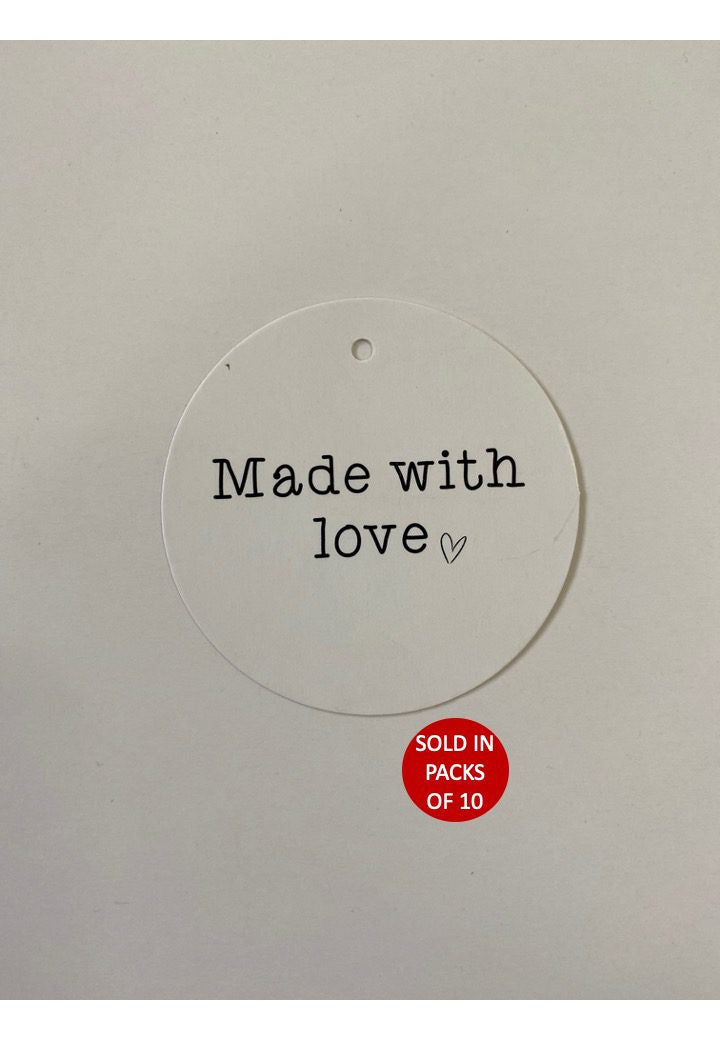 Made with
love
SOLD IN
PACKS
OF 10